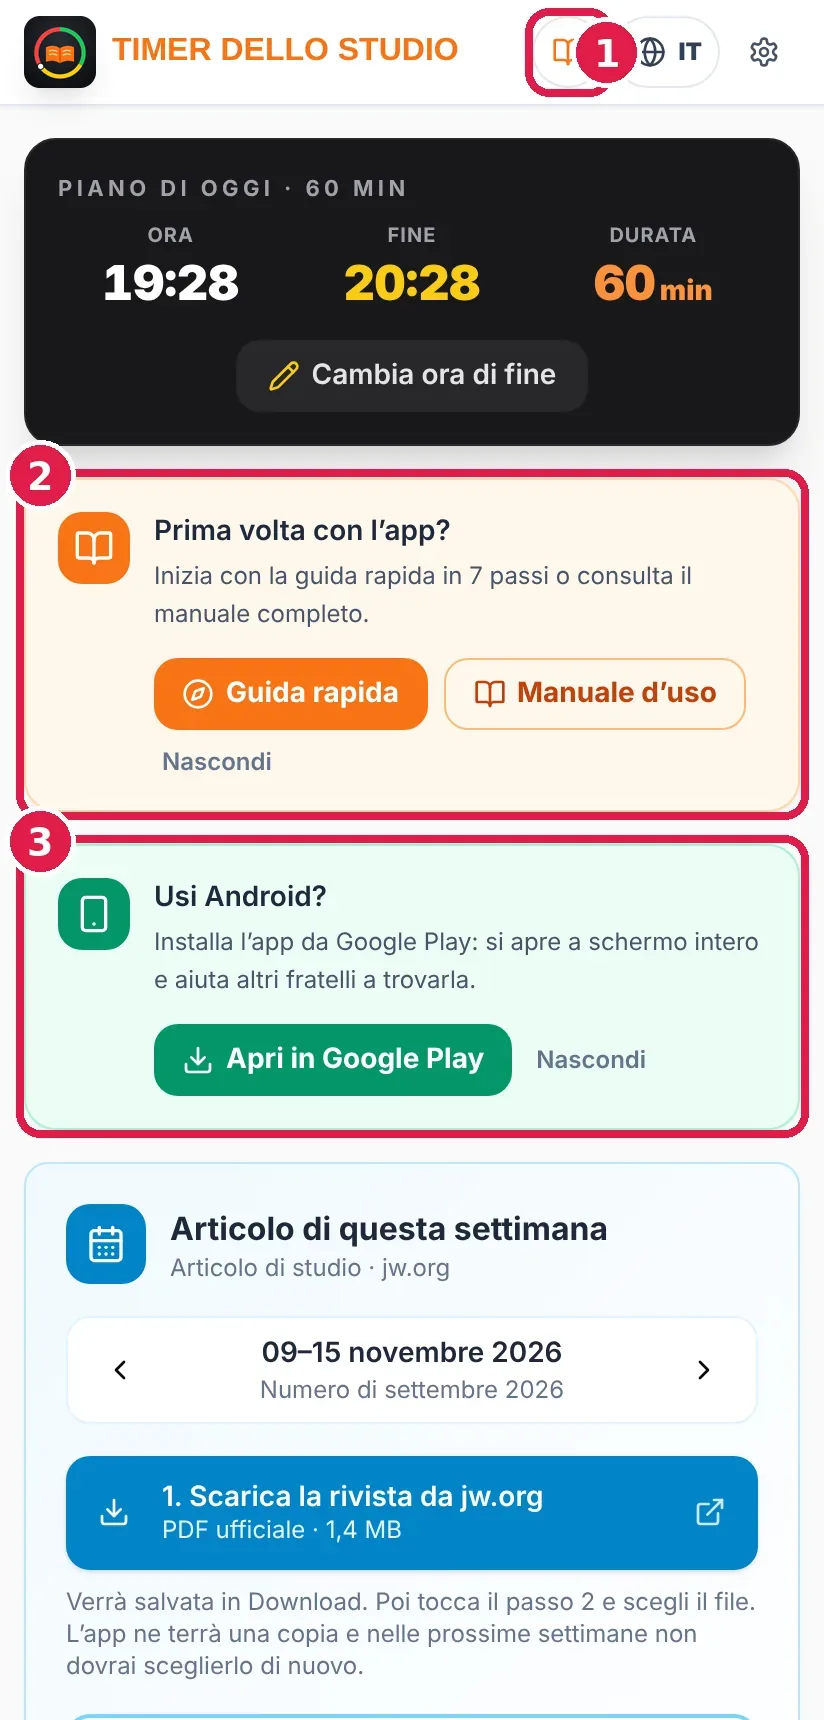 TIMER DELLO STUDIO
1
IT
PIANO DI OGGI · 60 MIN
ORA
FINE
DURATA
19:28
20:28
60 min
Cambia ora di fine
2
Prima volta con l’app?
Inizia con la guida rapida in 7 passi o consulta il
manuale completo.
Guida rapida
Manuale d’uso
Nascondi
3
Usi Android?
Installa l’app da Google Play: si apre a schermo intero
e aiuta altri fratelli a trovarla.
Apri in Google Play
Nascondi
Articolo di questa settimana
Articolo di studio · jw.org
09–15 novembre 2026
Numero di settembre 2026
1. Scarica la rivista da jw.org
PDF ufficiale · 1,4 MB
Verrà salvata in Download. Poi tocca il passo 2 e scegli il file.
L’app ne terrà una copia e nelle prossime settimane non
dovrai sceglierlo di nuovo.